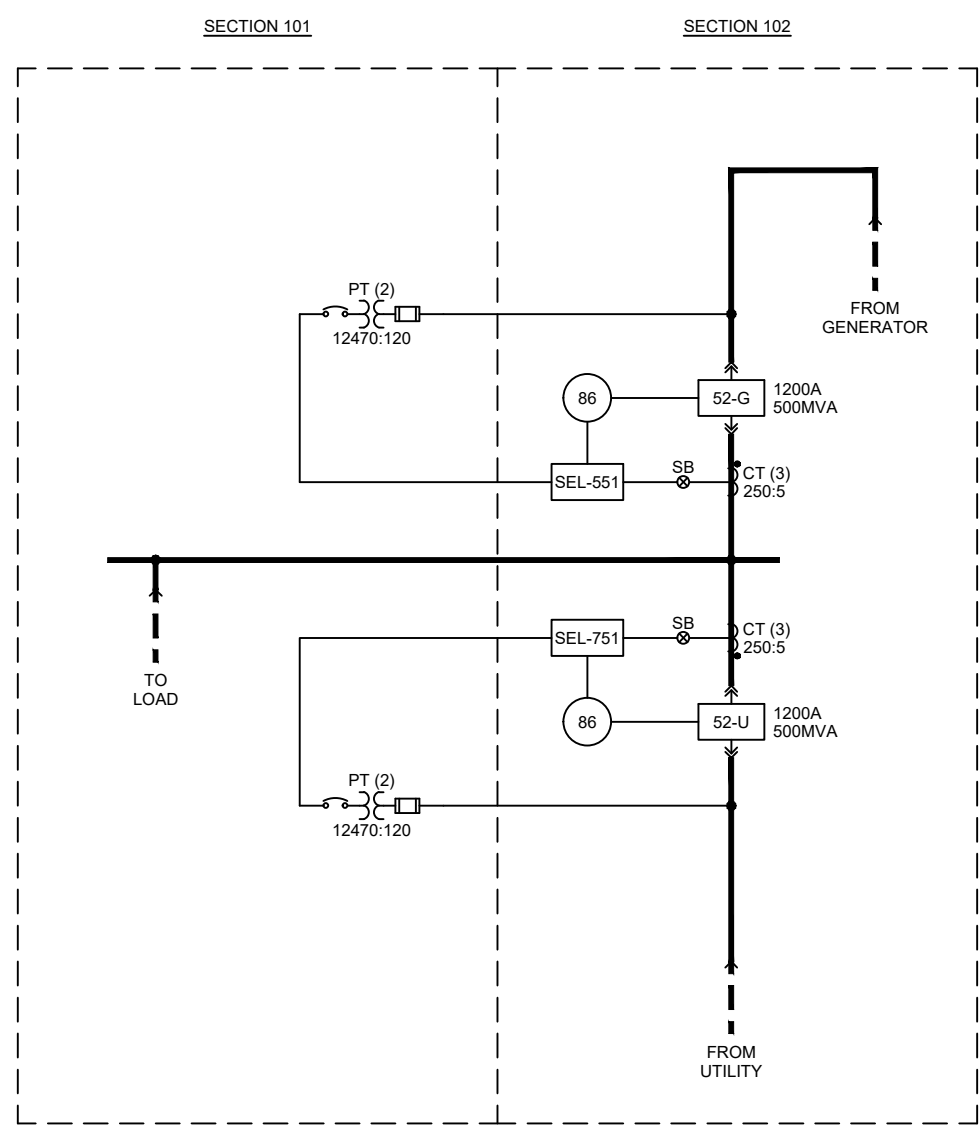 SECTION 101
SECTION 102
FROM
GENERATOR
PT (2)
12470:120
86
52-G
1200A
500MVA
SEL-551
SB
CT (3)
250:5
SEL-751
SB
CT (3)
250:5
TO
LOAD
86
52-U
1200A
500MVA
PT (2)
12470:120
FROM
UTILITY